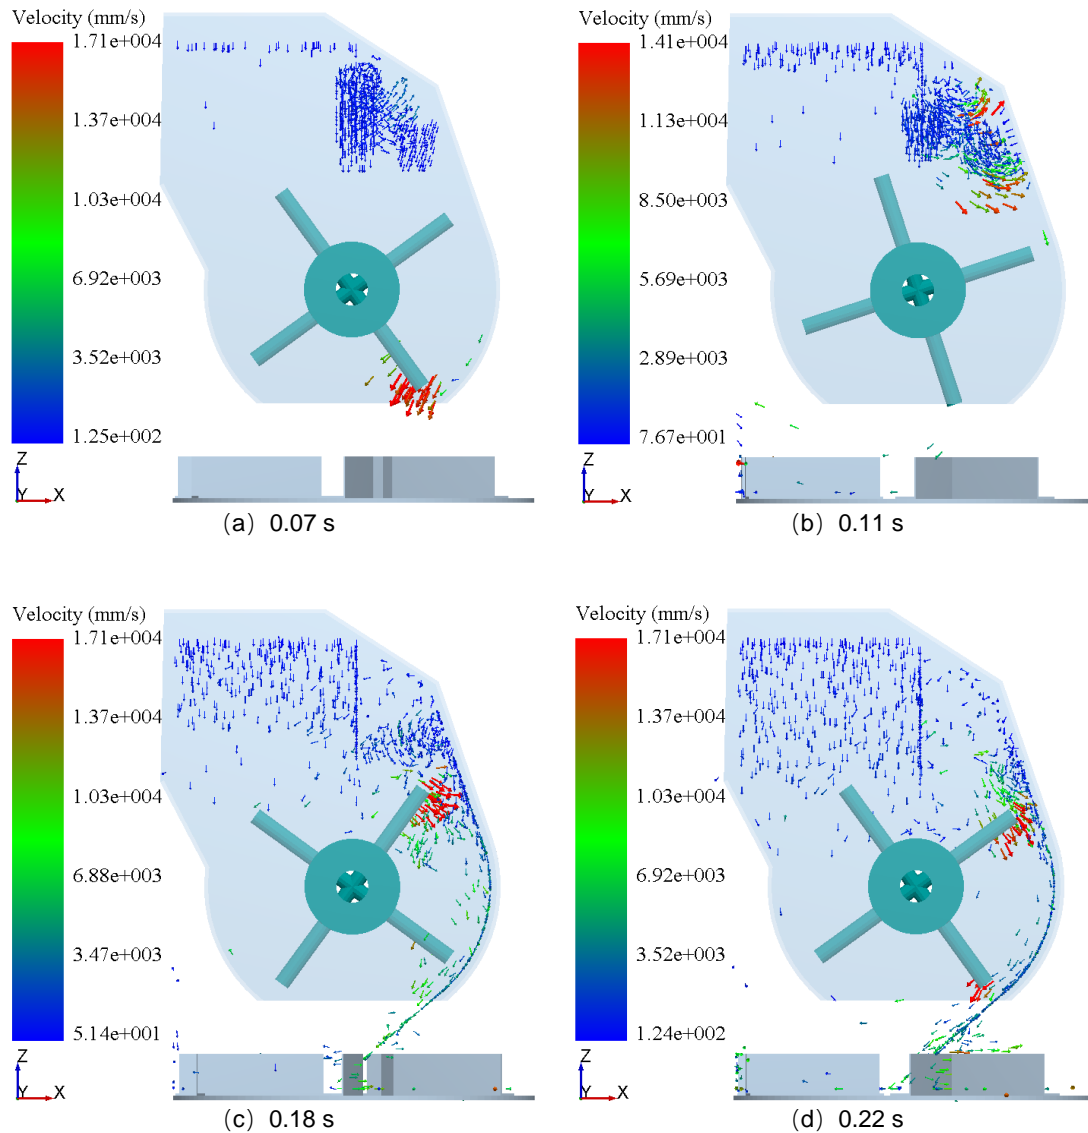 Velocity (mm/s)
1.71e+004
1.37e+004
1.03e+004
6.92e+003
3.52e+003
1.25e+002
Z
Y
X
(a) 0.07 s
Velocity (mm/s)
1.41e+004
1.13e+004
8.50e+003
5.69e+003
2.89e+003
7.67e+001
Z
Y
X
(b) 0.11 s
Velocity (mm/s)
1.71e+004
1.37e+004
1.03e+004
6.88e+003
3.47e+003
5.14e+001
Z
Y
X
(c) 0.18 s
Velocity (mm/s)
1.71e+004
1.37e+004
1.03e+004
6.92e+003
3.52e+003
1.24e+002
Z
Y
X
(d) 0.22 s